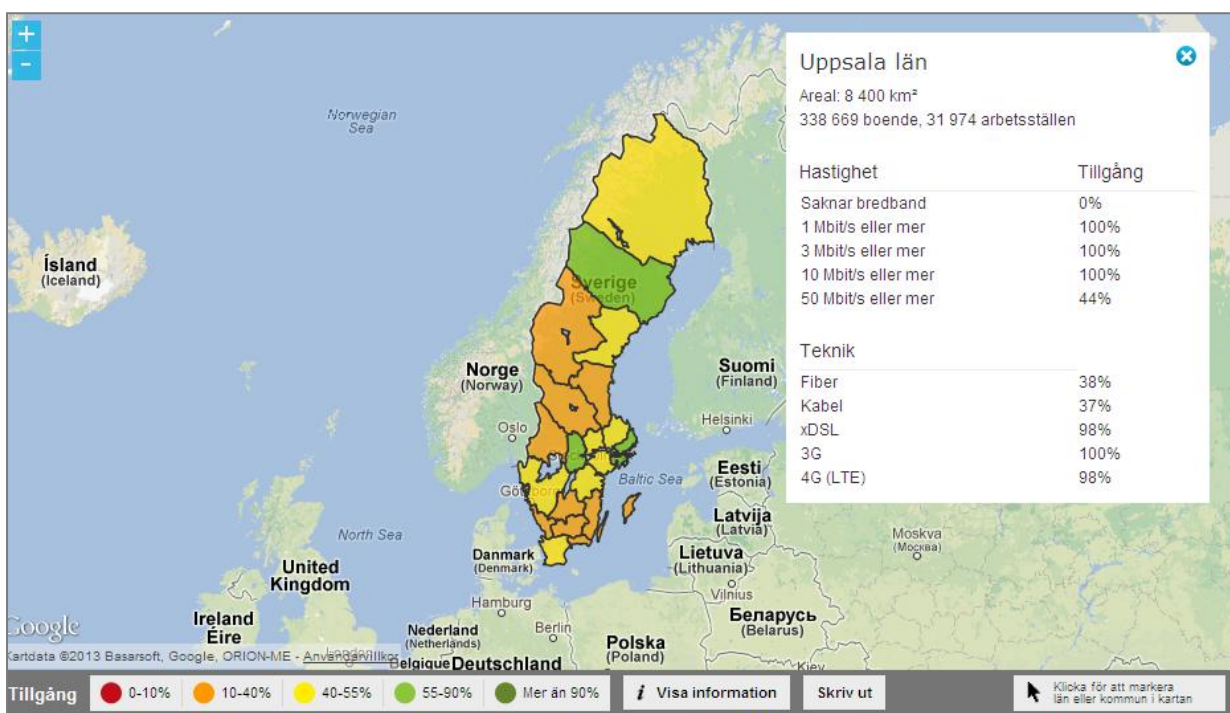 +
-
Norwegian
Sea
Ísland
(Iceland)
Sverige
(Sweden)
Norge
(Norway)
Suomi
(Finland)
Oslo
Helsinki
Baltic Sea
Eesti
(Estonia)
Latvija
(Latvia)
North Sea
Danmark
(Denmark)
Lietuva
(Lithuania)
Vilnius
Moskva
(Москва)
United
Kingdom
Hamburg
Ireland
Éire
Nederland
(Netherlands)
Berlin
Polska
(Poland)
Беларусь
(Belarus)
Google
Kartdata ©2013 Basarsoft, Google, ORION-ME - Användarvillkor
London
Belgique
Deutschland
Kiev
Uppsala län
Areal: 8 400 km²
338 669 boende, 31 974 arbetsställen
Hastighet Tillgång
Saknar bredband 0%
1 Mbit/s eller mer 100%
3 Mbit/s eller mer 100%
10 Mbit/s eller mer 100%
50 Mbit/s eller mer 44%
Teknik
Fiber 38%
Kabel 37%
xDSL 98%
3G 100%
4G (LTE) 98%
Tillgång 0-10% 10-40% 40-55% 55-90% Mer än 90% i Visa information Skriv ut
Klicka för att markera
län eller kommun i kartan